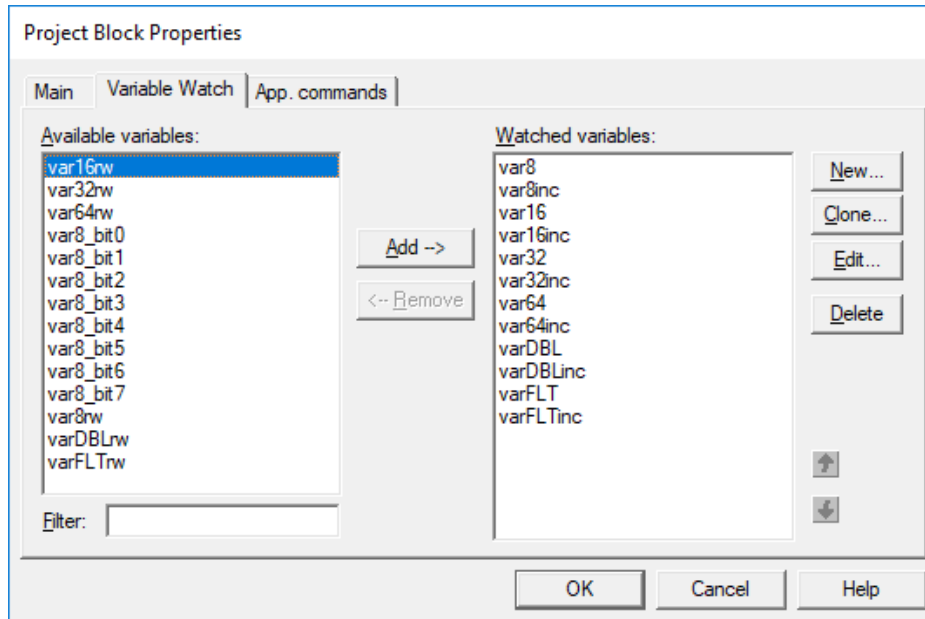 Project Block Properties
Main Variable Watch App. commands
Available variables:
var16rw
var32rw
var64rw
var8_bit0
var8_bit1
var8_bit2
var8_bit3
var8_bit4
var8_bit5
var8_bit6
var8_bit7
var8rw
varDBLrw
varFLTrw
Filter:
Add -->
<-- Remove
Watched variables:
var8
var8inc
var16
var16inc
var32
var32inc
var64
var64inc
varDBL
varDBLinc
varFLT
varFLTinc
New...
Clone...
Edit...
Delete
OK Cancel Help